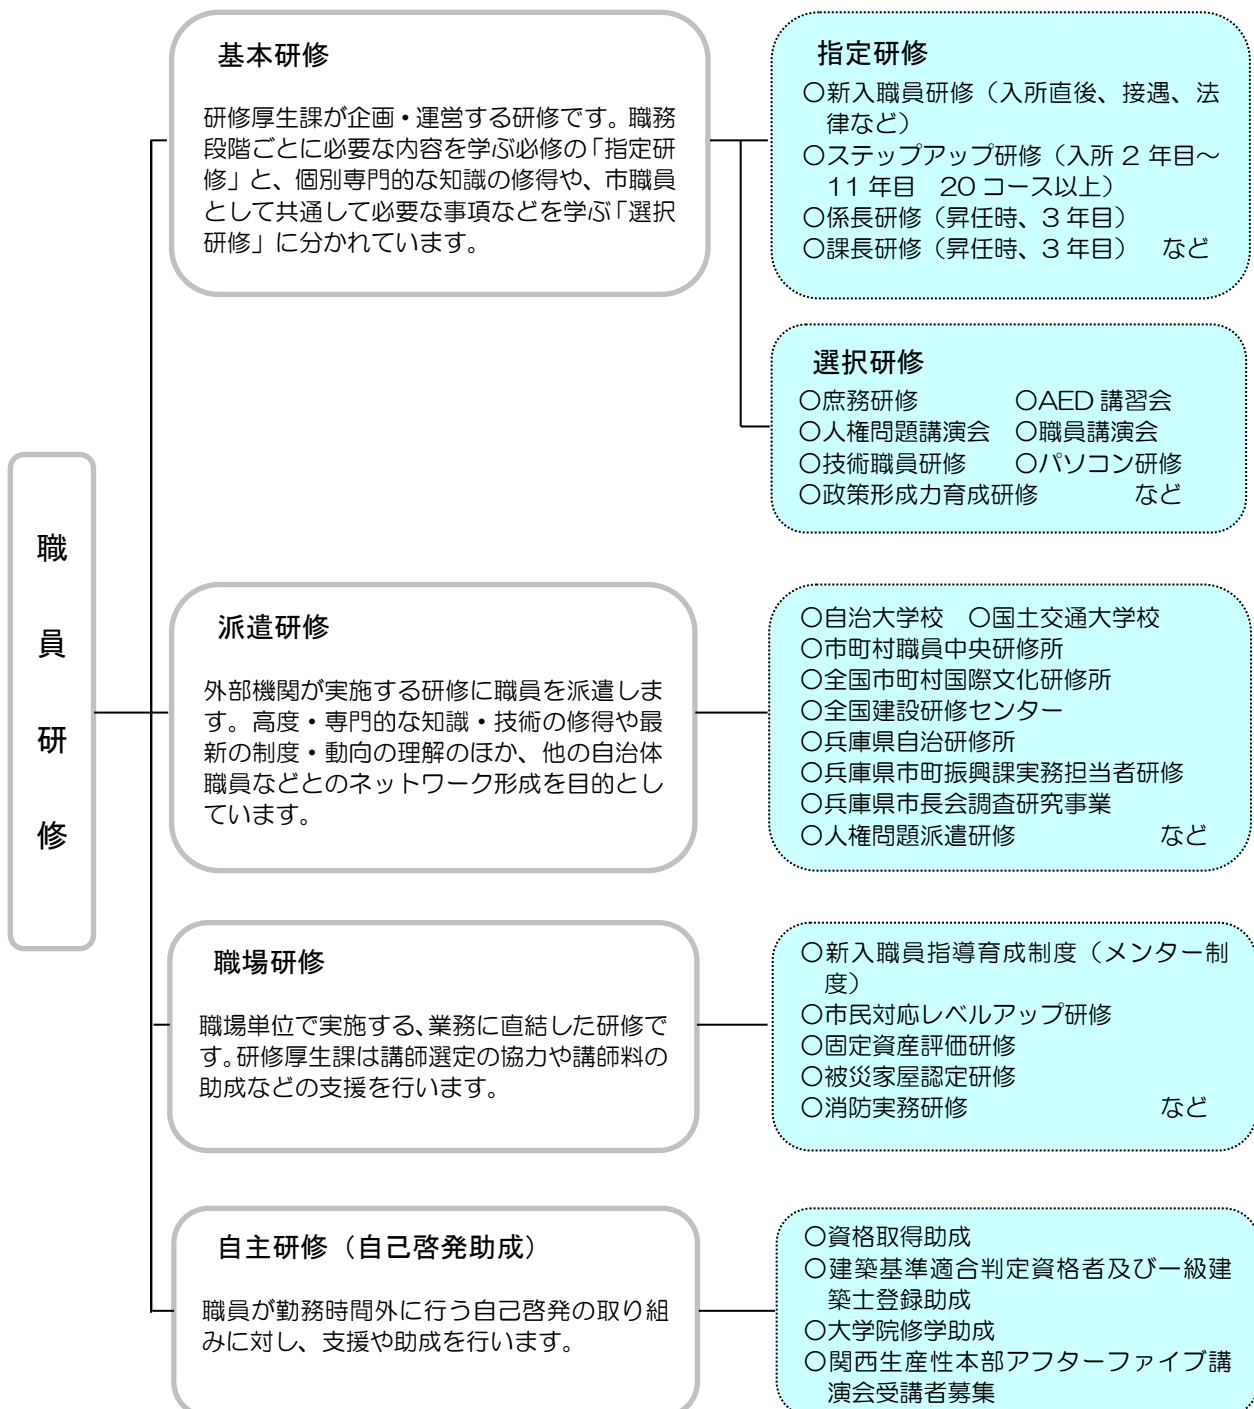 職員研修
基本研修
研修厚生課が企画・運営する研修です。職務
段階ごとに必要な内容を学ぶ必修の「指定研
修」と、個別専門的な知識の修得や、市職員
として共通して必要な事項などを学ぶ「選択
研修」に分かれています。
指定研修
○新入職員研修（入所直後、接遇、法
律など）
○ステップアップ研修（入所 2 年目～
11 年目　20 コース以上）
○係長研修（昇任時、3 年目）
○課長研修（昇任時、3 年目）　など
選択研修
○庶務研修　○AED 講習会
○人権問題講演会　○職員講演会
○技術職員研修　○パソコン研修
○政策形成力育成研修　など
派遣研修
外部機関が実施する研修に職員を派遣しま
す。高度・専門的な知識・技術の修得や最
新の制度・動向の理解のほか、他の自治体
職員などとのネットワーク形成を目的とし
ています。
○自治大学校　○国土交通大学校
○市町村職員中央研修所
○全国市町村国際文化研修所
○全国建設研修センター
○兵庫県自治研修所
○兵庫県市町振興課実務担当者研修
○兵庫県市長会調査研究事業
○人権問題派遣研修　など
職場研修
職場単位で実施する、業務に直結した研修で
す。研修厚生課は講師選定の協力や講師料の
助成などの支援を行います。
○新入職員指導育成制度（メンター制
度）
○市民対応レベルアップ研修
○固定資産評価研修
○被災家屋認定研修
○消防実務研修　など
自主研修（自己啓発助成）
職員が勤務時間外に行う自己啓発の取り組
みに対し、支援や助成を行います。
○資格取得助成
○建築基準適合判定資格者及び一級建
築士登録助成
○大学院修学助成
○関西生産性本部アフターファイブ講
演会受講者募集